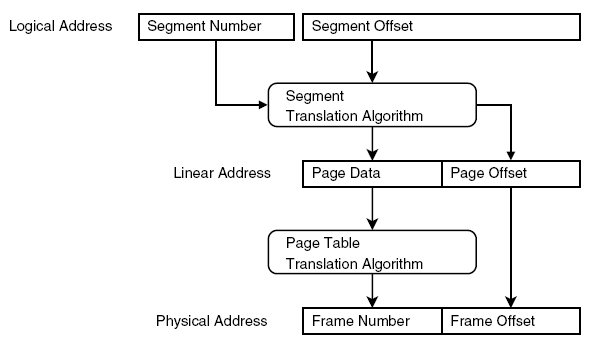 Logical Address Segment Number Segment Offset
Segment
Translation Algorithm
Linear Address Page Data Page Offset
Page Table
Translation Algorithm
Physical Address Frame Number Frame Offset